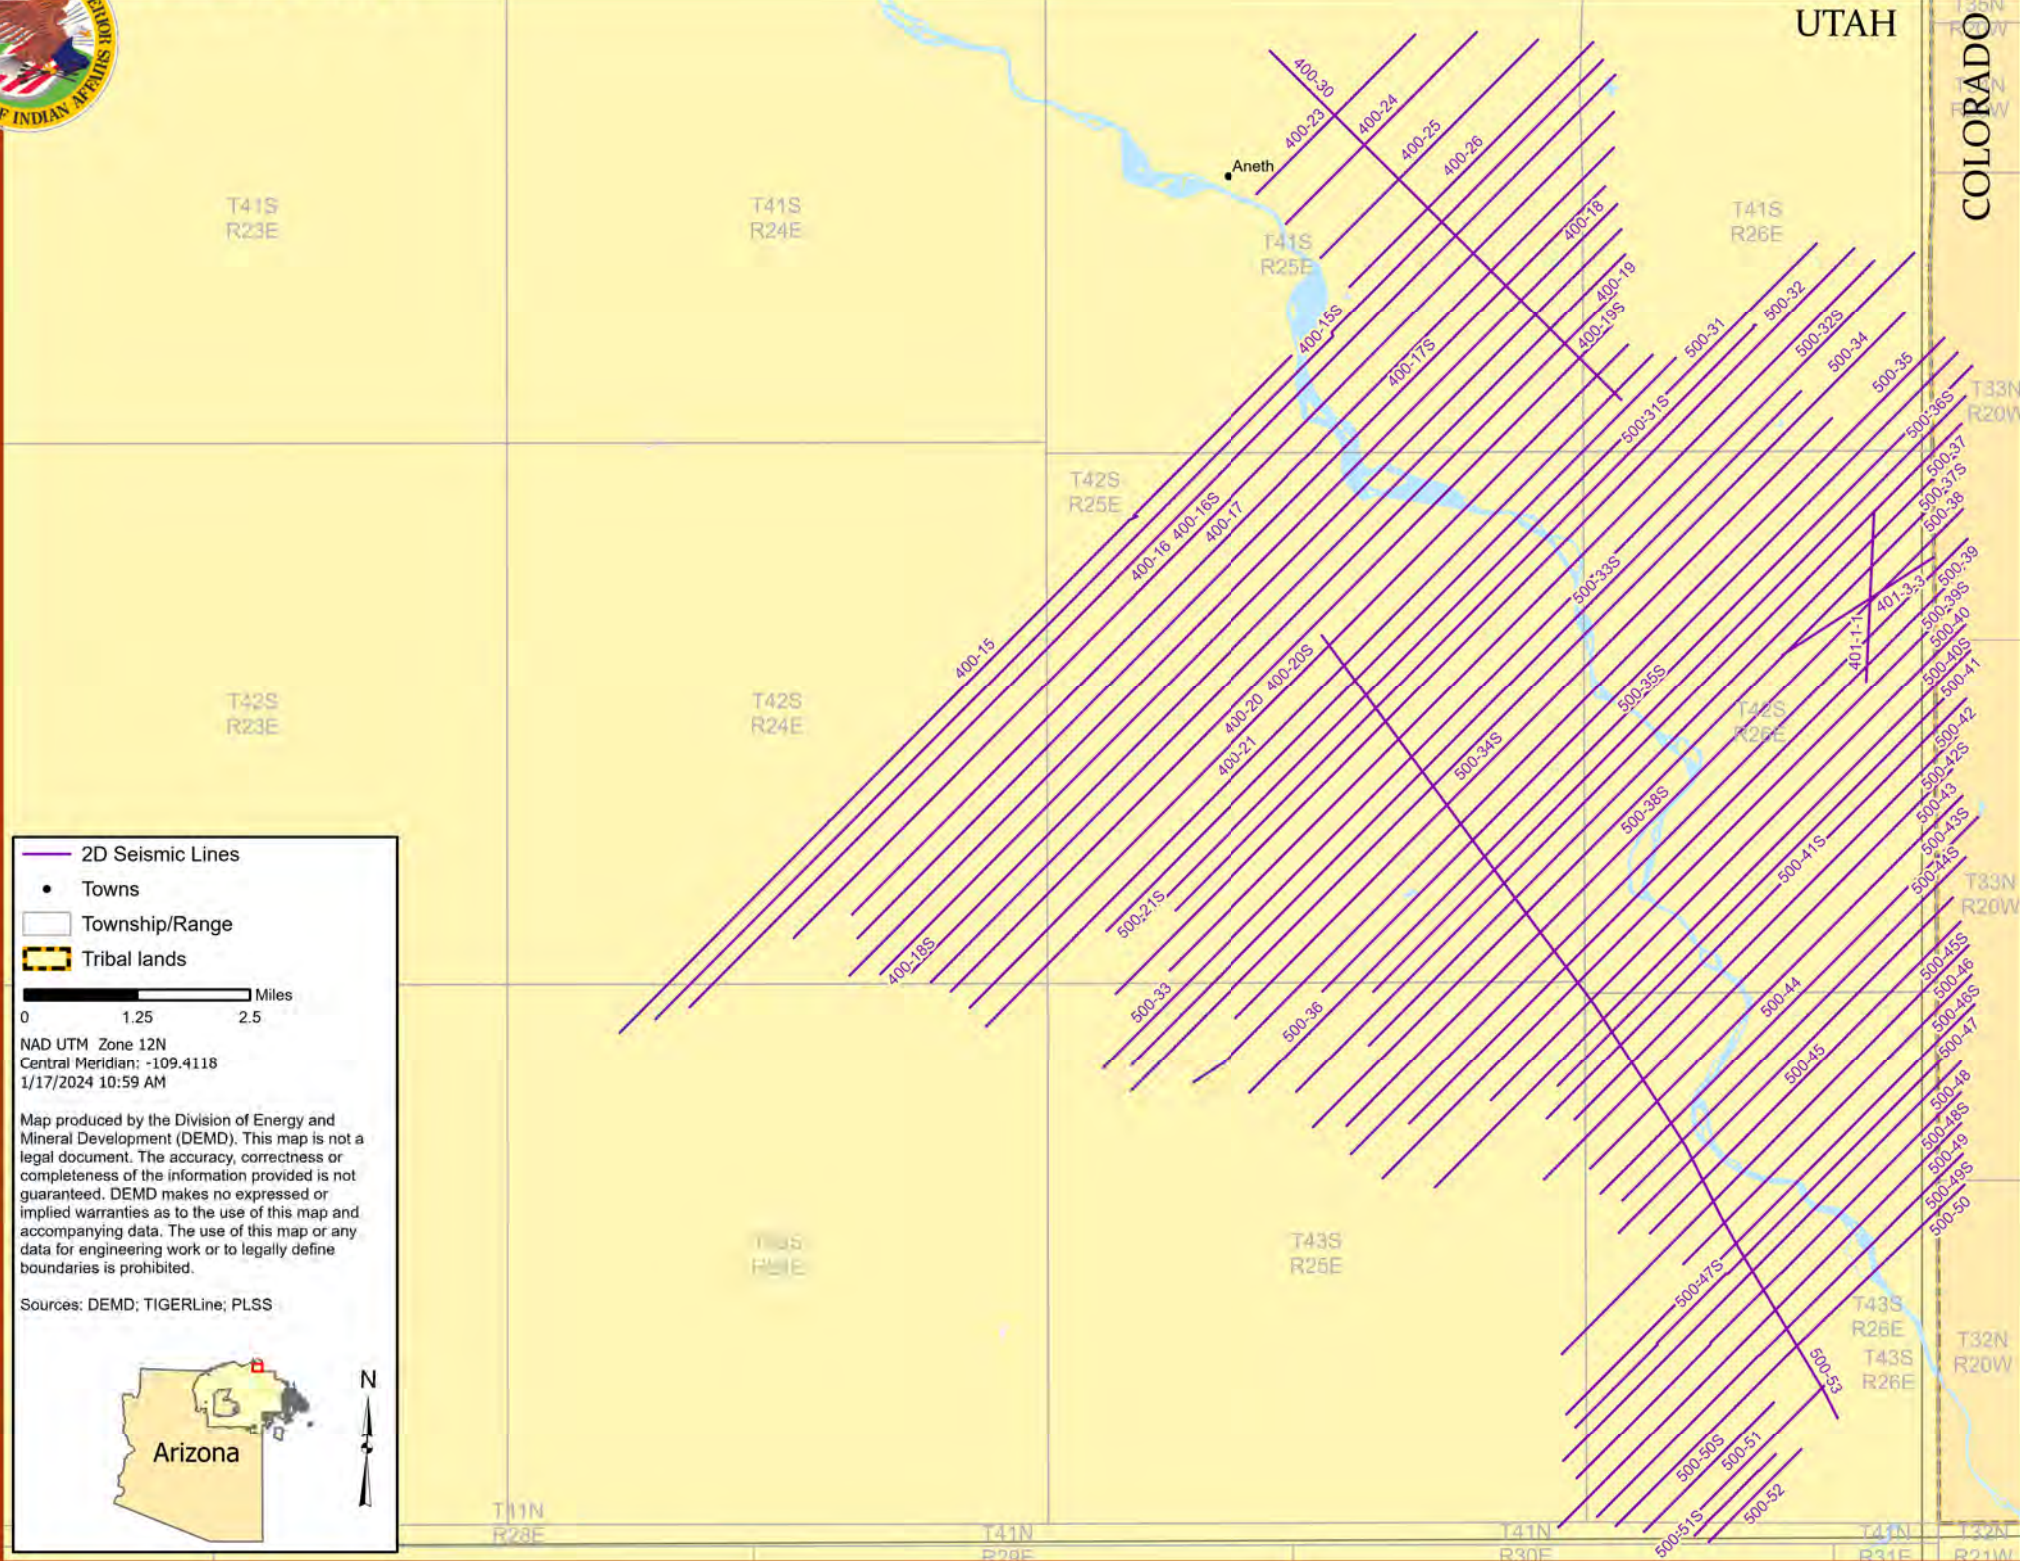 OF INDIAN AFFAIRS
UTAH
COLORADO
T35N
R20W
400-30
400-23
400-24
400-25
400-26
Aneth
T41S
R23E
T41S
R24E
T41S
R25E
T41S
R26E
400-18
400-19
400-19S
400-15S
400-17S
500-31
500-32
500-32S
500-34
500-35
500-31S
500-36S
T33N
R20W
500-37
500-37S
500-38
T42S
R25E
400-16
400-16S
400-17
500-33S
500-39
401-3-3
500-39S
500-40
401-1-1
500-40S
500-41
400-15
400-20S
400-20
400-21
500-35S
T42S
R23E
T42S
R24E
T42S
R26E
500-34S
500-42
500-42S
500-38S
500-43
500-43S
500-41S
500-44S
T33N
R20W
500-21S
400-18S
500-33
500-36
500-44
500-45
500-45S
500-46
500-46S
500-47
500-48
500-48S
500-49
500-49S
500-50
T43S
R25E
500-47S
T43S
R26E
T43S
R26E
T32N
R20W
500-53
500-50S
500-51
500-51S
500-52
T41N
R29E
T41N
R30E
T41N
R31E
T32N
R21W
R28E
2D Seismic Lines
Towns
Township/Range
Tribal lands
Miles
0 1.25 2.5
NAD UTM Zone 12N
Central Meridian: -109.4118
1/17/2024 10:59 AM
Map produced by the Division of Energy and
Mineral Development (DEMD). This map is not a
legal document. The accuracy, correctness or
completeness of the information provided is not
guaranteed. DEMD makes no expressed or
implied warranties as to the use of this map and
accompanying data. The use of this map or any
data for engineering work or to legally define
boundaries is prohibited.
Sources: DEMD; TIGERLine; PLSS
Arizona
N